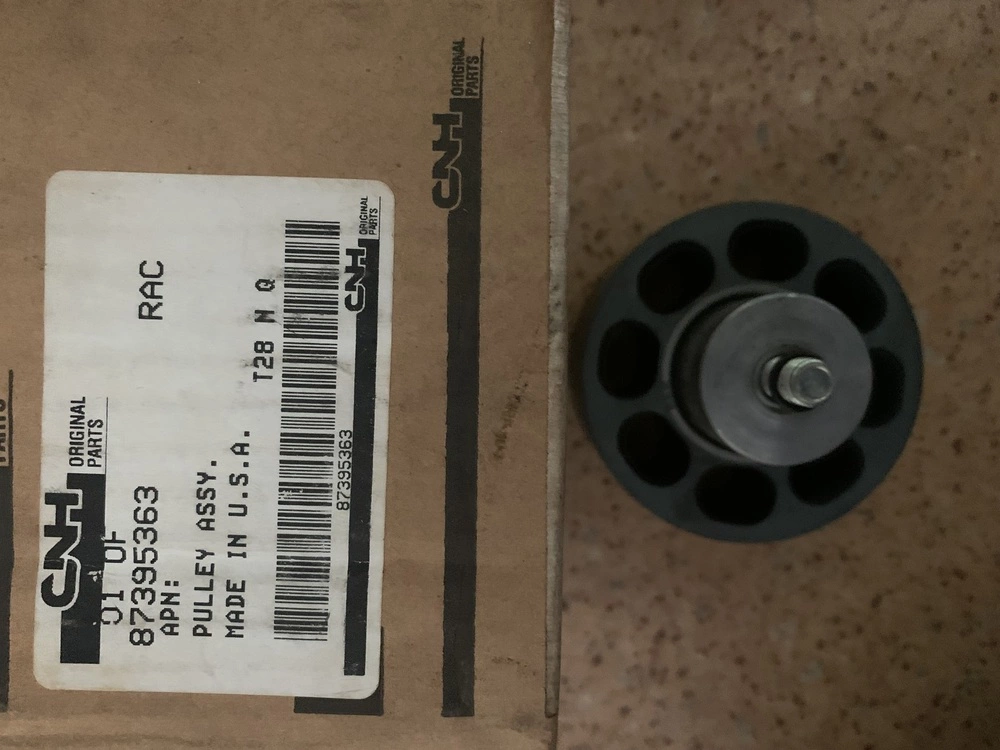 CNH ORIGINAL PARTS
01 OF
87395363 RAC
APN:
PULLEY ASSY.
MADE IN U.S.A. T28 N Q
87395363
CNH ORIGINAL PARTS
CNH ORIGINAL PARTS
PARTS